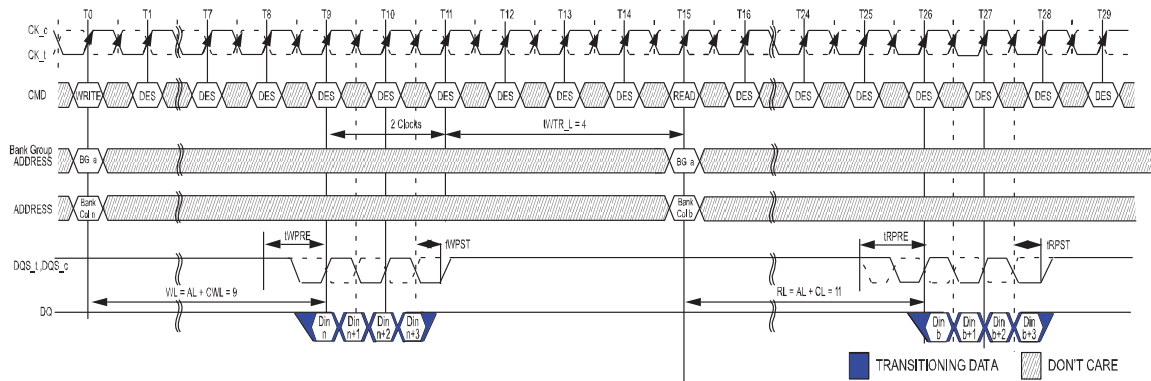 T0 T1 T7 T8 T9 T10 T11 T12 T13 T14 T15 T16 T24 T25 T26 T27 T28 T29
CK_c
CK_t
CMD WRITE DES DES DES DES DES DES DES DES DES READ DES DES DES DES DES DES DES
2 Clocks tWTR_L = 4
Bank Group
ADDRESS BG a BG a
ADDRESS Bank Col n Bank Col b
tWPRE tWPST tRPRE tRPST
DQS_t ,DQS_c
WL = AL + CWL = 9 RL = AL + CL = 11
DQ Din n Din n+1 Din n+2 Din n+3 Din b Din b+1 Din b+2 Din b+3
TRANSITIONING DATA DON'T CARE